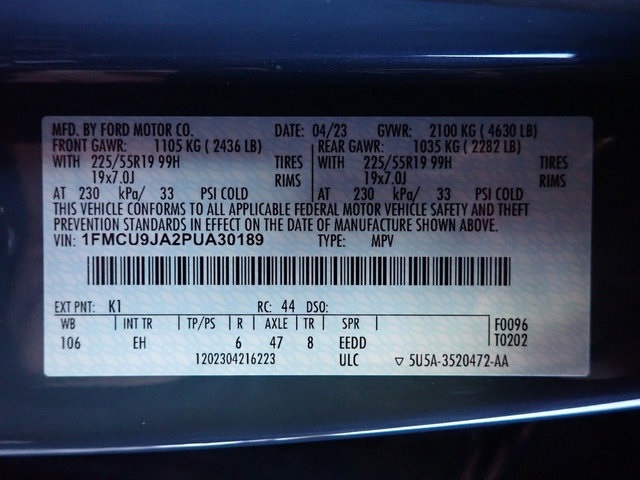 MFD. BY FORD MOTOR CO. DATE: 04/23 GVWR: 2100 KG ( 4630 LB)
FRONT GAWR: 1105 KG ( 2436 LB) REAR GAWR: 1035 KG ( 2282 LB)
WITH 225/55R19 99H TIRES WITH 225/55R19 99H TIRES
19x7.0J RIMS 19x7.0J RIMS
AT 230 kPa/ 33 PSI COLD AT 230 kPa/ 33 PSI COLD
THIS VEHICLE CONFORMS TO ALL APPLICABLE FEDERAL MOTOR VEHICLE SAFETY AND THEFT
PREVENTION STANDARDS IN EFFECT ON THE DATE OF MANUFACTURE SHOWN ABOVE.
VIN: 1FMCU9JA2PUA30189 TYPE: MPV
EXT PNT: K1 RC: 44 DSO:
WB INT TR TP/PS R AXLE TR SPR F0096
106 EH 6 47 8 EEDD T0202
1202304216223 ULC ▽ 5U5A-3520472-AA